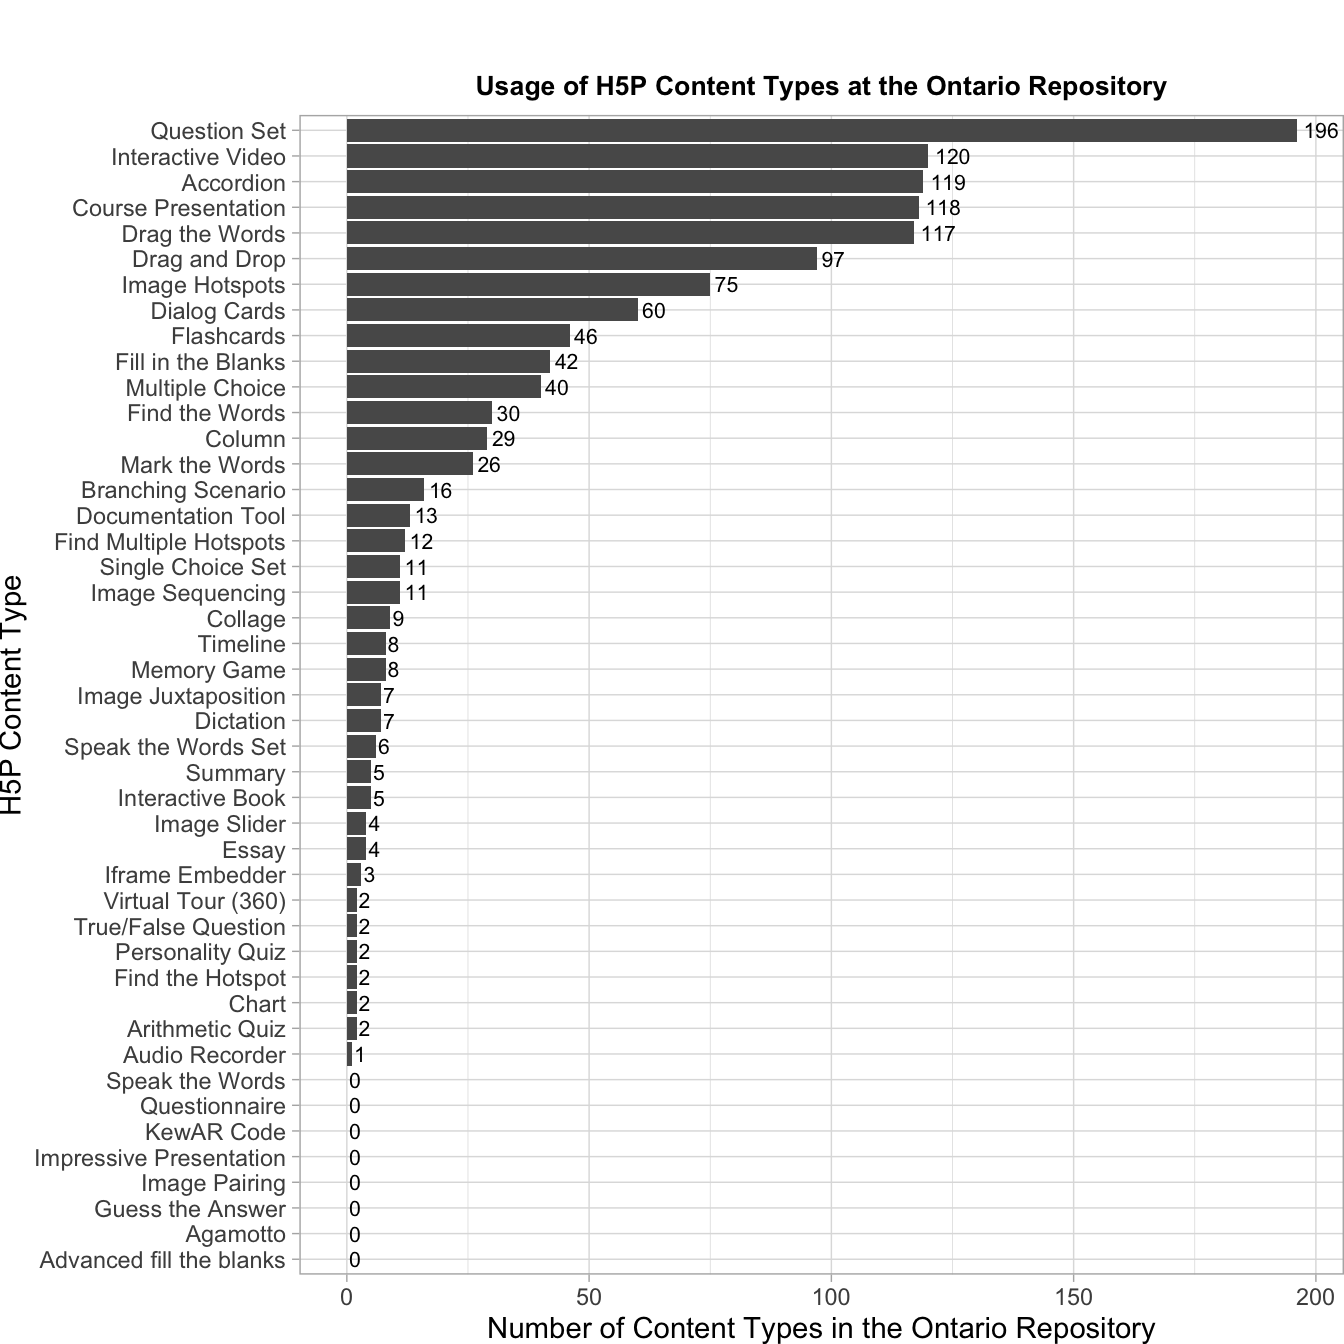 Usage of H5P Content Types at the Ontario Repository
Question Set 196
Interactive Video 120
Accordion 119
Course Presentation 118
Drag the Words 117
Drag and Drop 97
Image Hotspots 75
Dialog Cards 60
Flashcards 46
Fill in the Blanks 42
Multiple Choice 40
Find the Words 30
Column 29
Mark the Words 26
Branching Scenario 16
Documentation Tool 13
Find Multiple Hotspots 12
Single Choice Set 11
Image Sequencing 11
Collage 9
Timeline 8
Memory Game 8
Image Juxtaposition 7
Dictation 7
Speak the Words Set 6
Summary 5
Interactive Book 5
Image Slider 4
Essay 4
Iframe Embedder 3
Virtual Tour (360) 2
True/False Question 2
Personality Quiz 2
Find the Hotspot 2
Chart 2
Arithmetic Quiz 2
Audio Recorder 1
Speak the Words 0
Questionnaire 0
KewAR Code 0
Impressive Presentation 0
Image Pairing 0
Guess the Answer 0
Agamotto 0
Advanced fill the blanks 0
0 50 100 150 200
Number of Content Types in the Ontario Repository
H5P Content Type